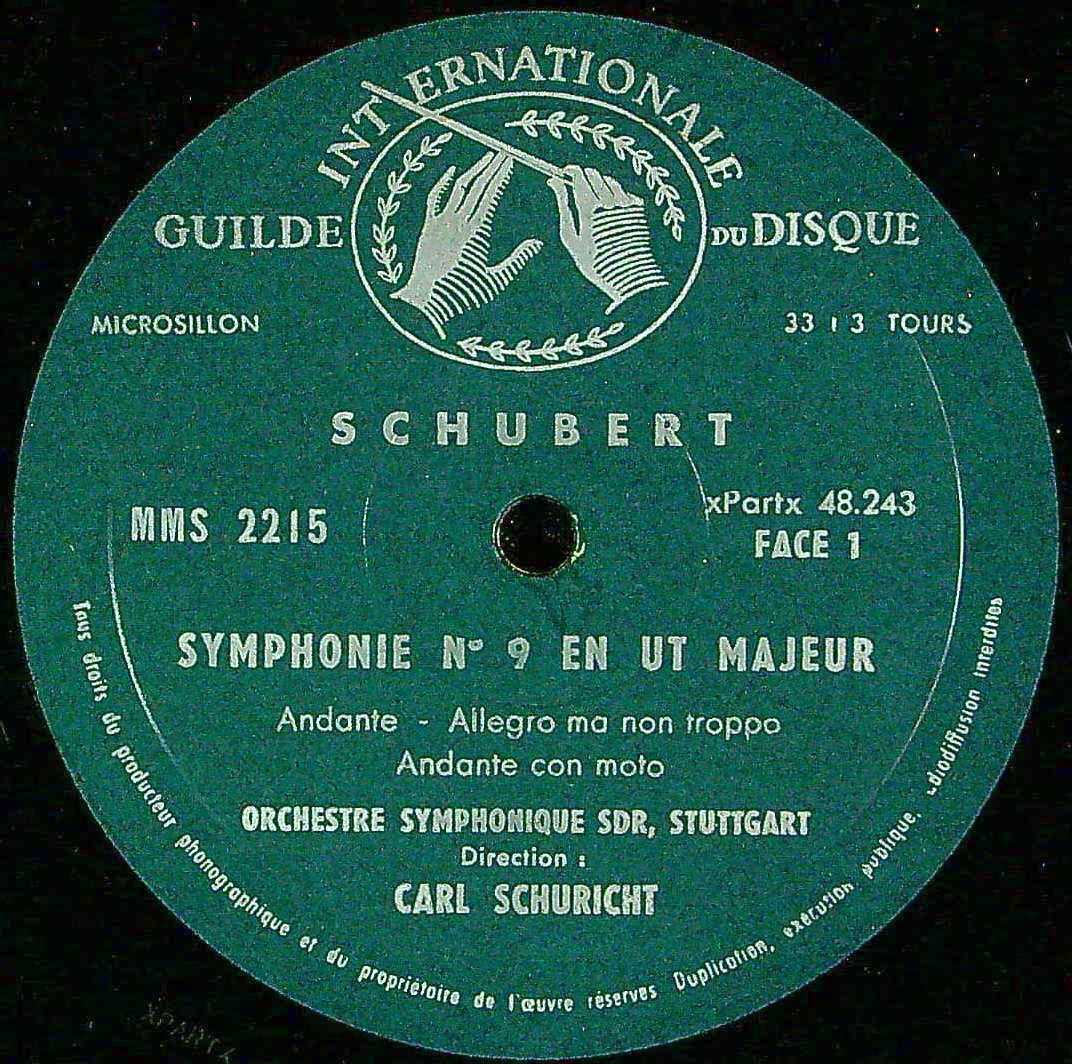 INTERNATIONALE
GUILDE DU DISQUE
MICROSILLON
33 1 3 TOURS
SCHUBERT
MMS 2215
xPartx 48.243
FACE 1
SYMPHONIE Nº 9 EN UT MAJEUR
Andante - Allegro ma non troppo
Andante con moto
ORCHESTRE SYMPHONIQUE SDR, STUTTGART
Direction :
CARL SCHURICHT
Tous droits du producteur phonographique et du propriétaire de l'œuvre réservés Duplication, exécution publique, adiodiffusion interdites